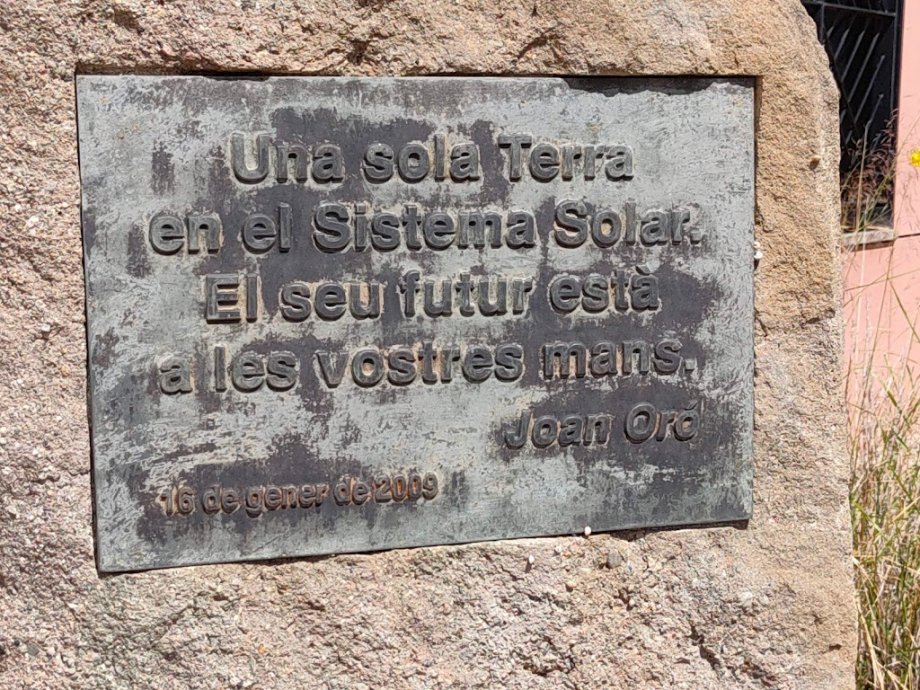 Una sola Terra
en el Sistema Solar.
El seu futur està
a les vostres mans.
Joan Oró
16 de gener de 2009